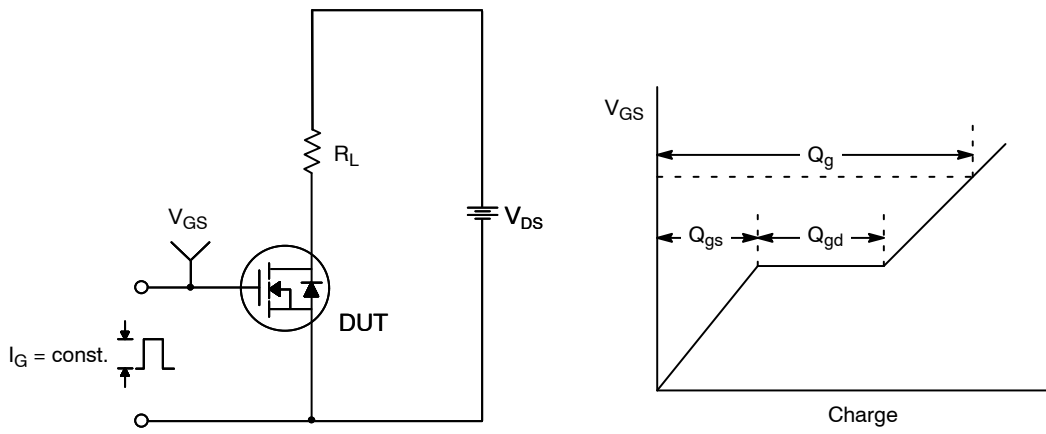 R_L
V_GS
V_DS
DUT
I_G = const.
V_GS
Q_g
Q_gs
Q_gd
Charge